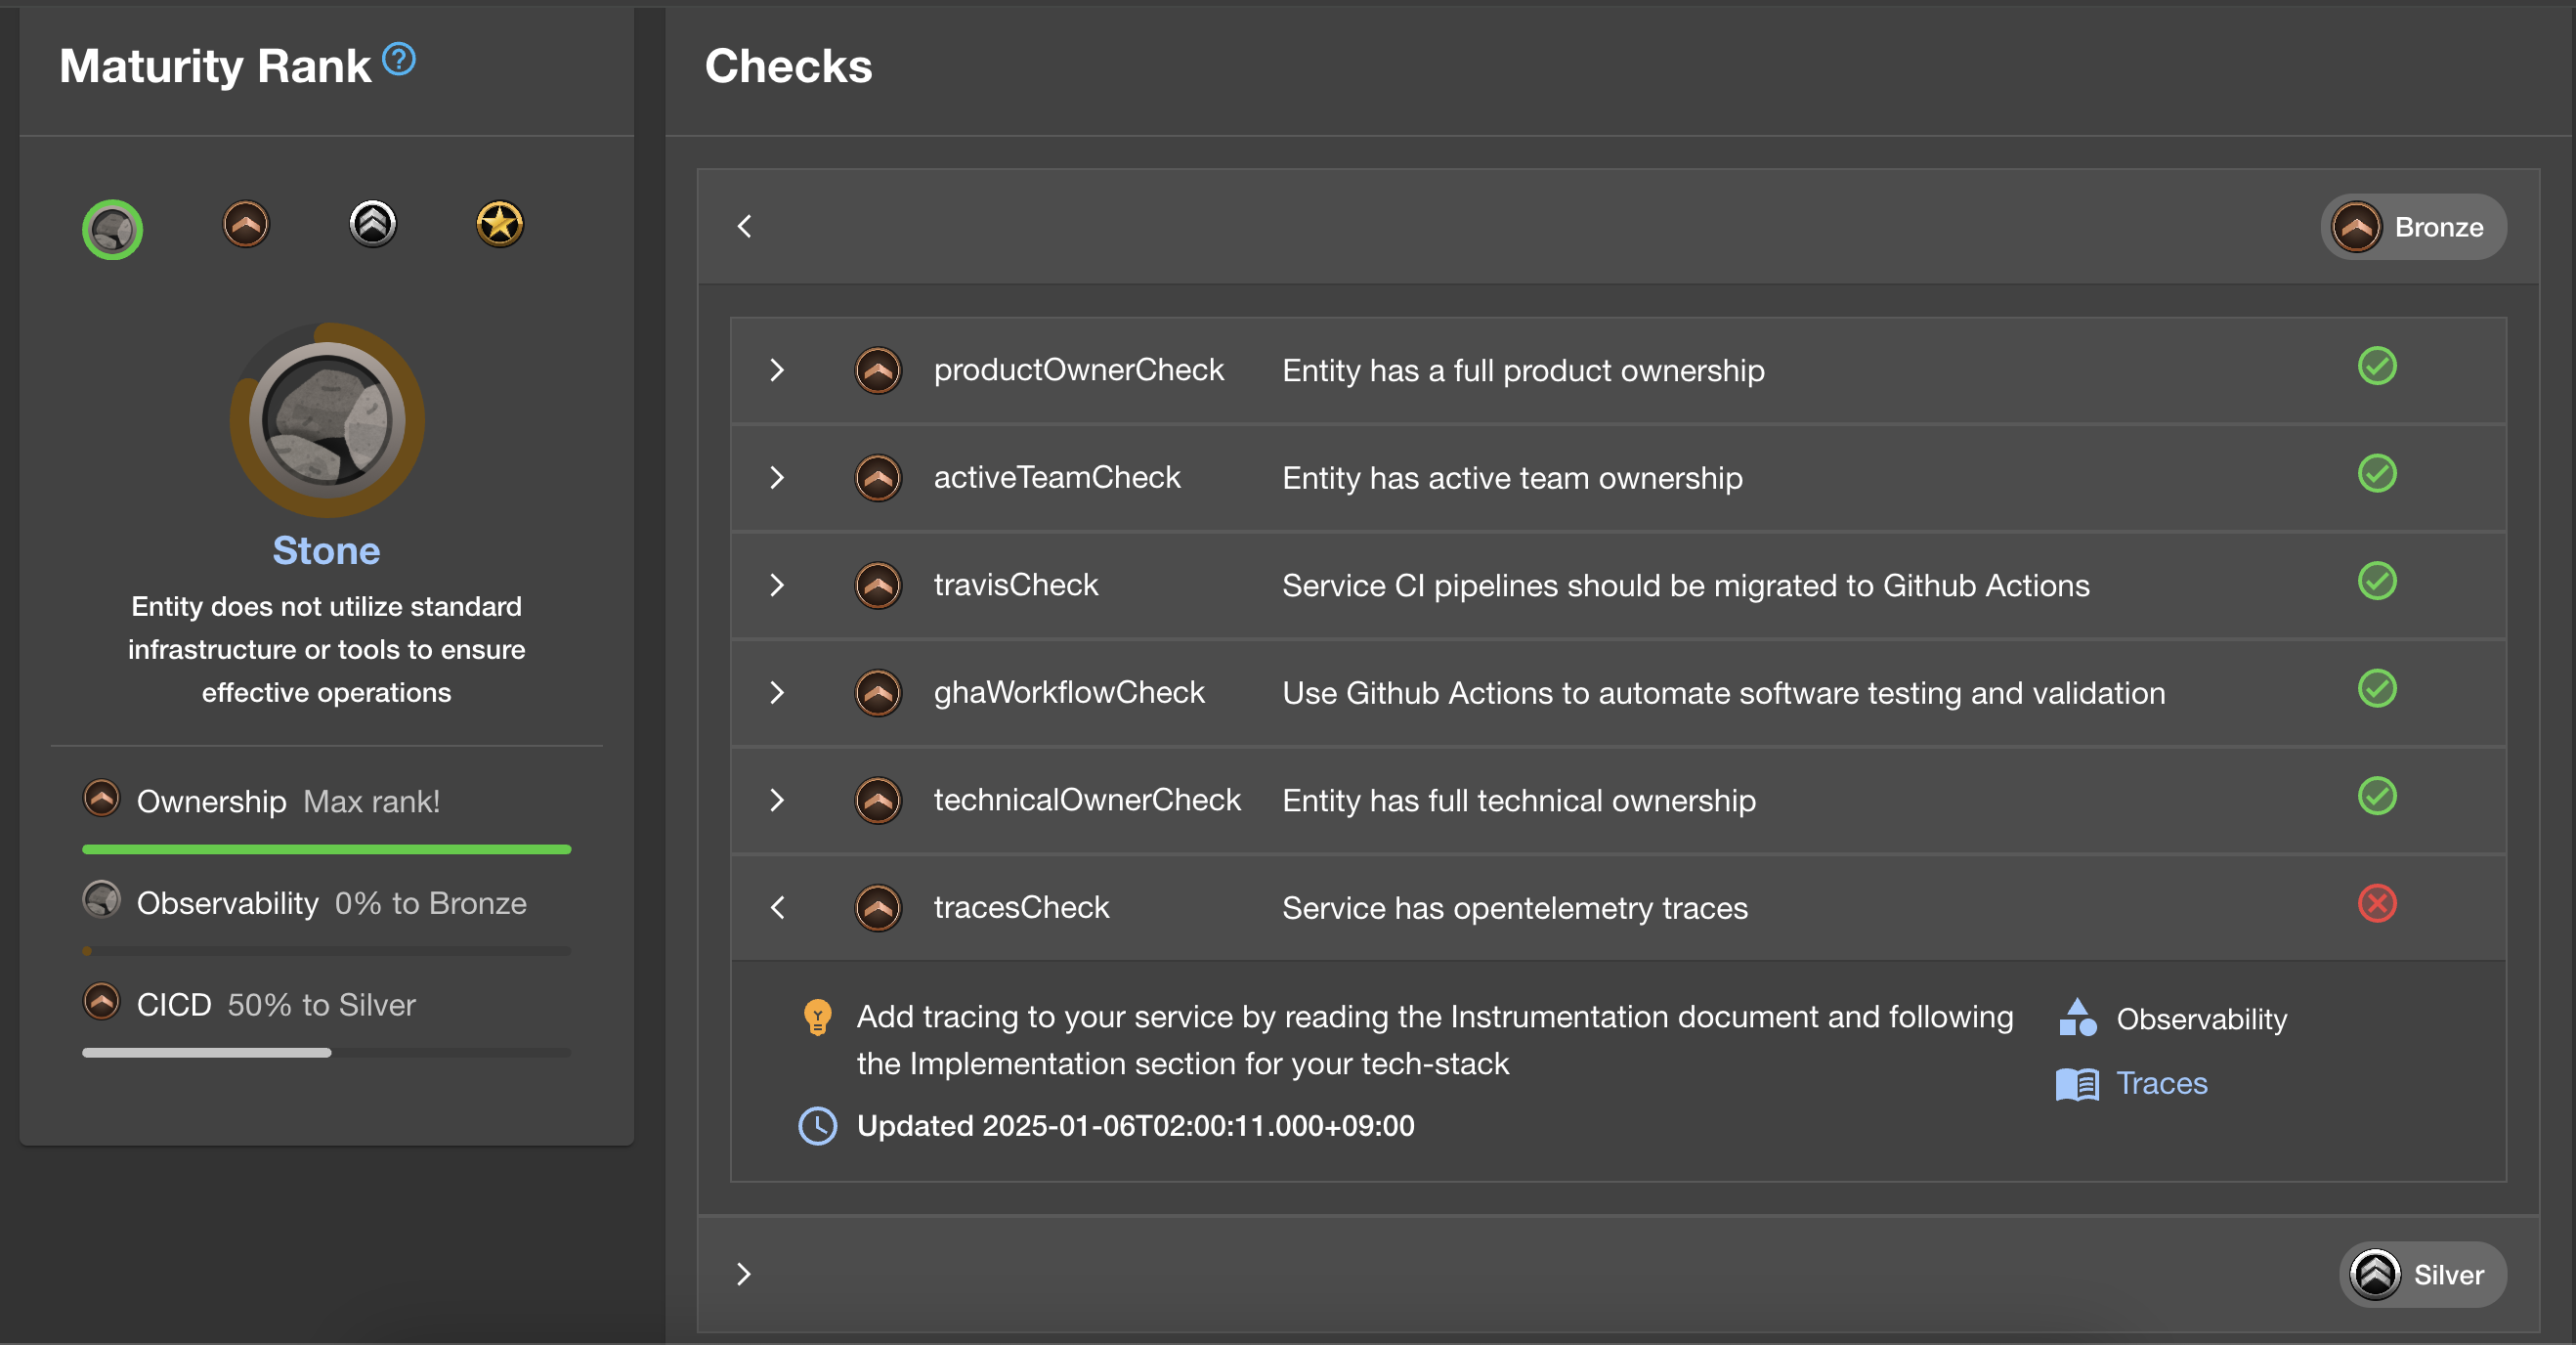 Maturity Rank
Stone
Entity does not utilize standard
infrastructure or tools to ensure
effective operations
Ownership Max rank!
Observability 0% to Bronze
CICD 50% to Silver
Checks
Bronze
productOwnerCheck Entity has a full product ownership
activeTeamCheck Entity has active team ownership
travisCheck Service CI pipelines should be migrated to Github Actions
ghaWorkflowCheck Use Github Actions to automate software testing and validation
technicalOwnerCheck Entity has full technical ownership
tracesCheck Service has opentelemetry traces
Add tracing to your service by reading the Instrumentation document and following
the Implementation section for your tech-stack
Updated 2025-01-06T02:00:11.000+09:00
Observability
Traces
Silver